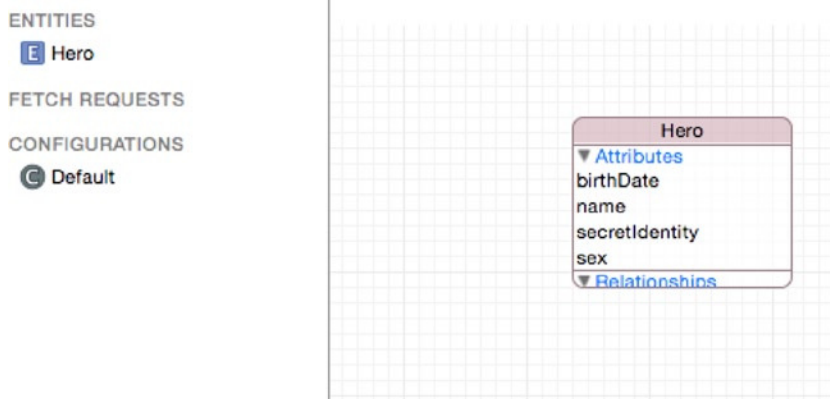 ENTITIES
E Hero
FETCH REQUESTS
CONFIGURATIONS
C Default
Hero
Attributes
birthDate
name
secretIdentity
sex
Relationships